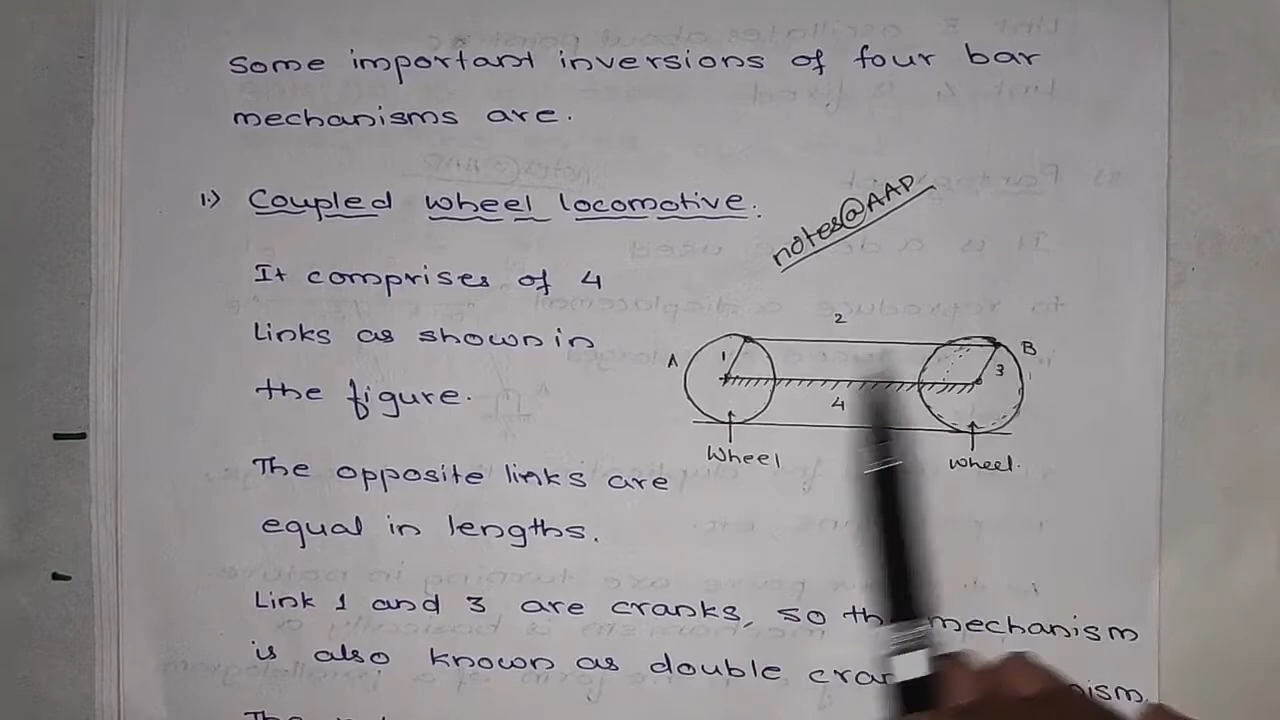 some important inversions of four bar
mechanisms are.
1.) Coupled wheel locomotive.
notes@AAP
It comprises of 4
links as shown in
the figure.
2
A
1
B
3
4
Wheel
wheel.
The opposite links are
equal in lengths.
Link 1 and 3 are cranks, so mechanism
is also known as double
The